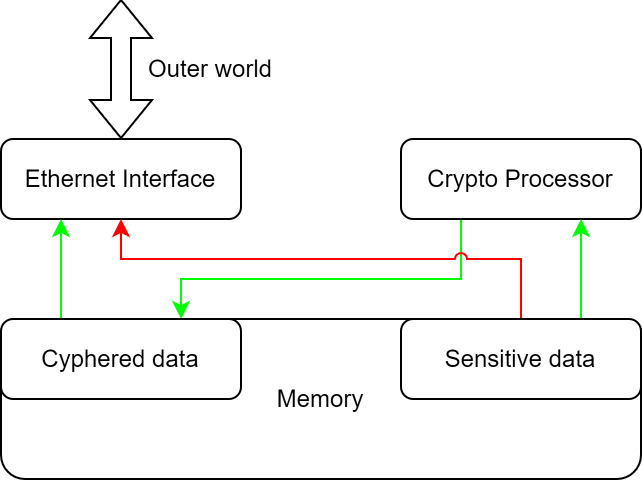 Outer world
Ethernet Interface
Crypto Processor
Cyphered data
Sensitive data
Memory